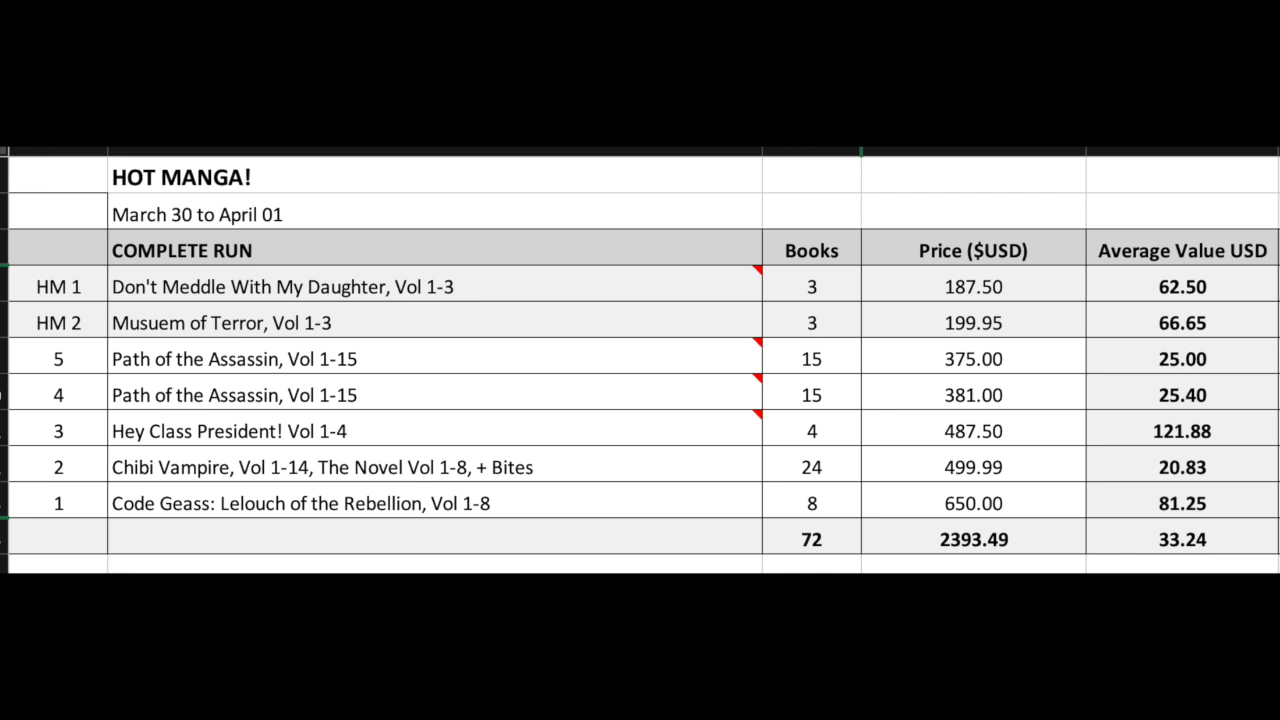 HOT MANGA!
March 30 to April 01
COMPLETE RUN Books Price ($USD) Average Value USD
HM 1 Don't Meddle With My Daughter, Vol 1-3 3 187.50 62.50
HM 2 Musuem of Terror, Vol 1-3 3 199.95 66.65
5 Path of the Assassin, Vol 1-15 15 375.00 25.00
4 Path of the Assassin, Vol 1-15 15 381.00 25.40
3 Hey Class President! Vol 1-4 4 487.50 121.88
2 Chibi Vampire, Vol 1-14, The Novel Vol 1-8, + Bites 24 499.99 20.83
1 Code Geass: Lelouch of the Rebellion, Vol 1-8 8 650.00 81.25
72 2393.49 33.24